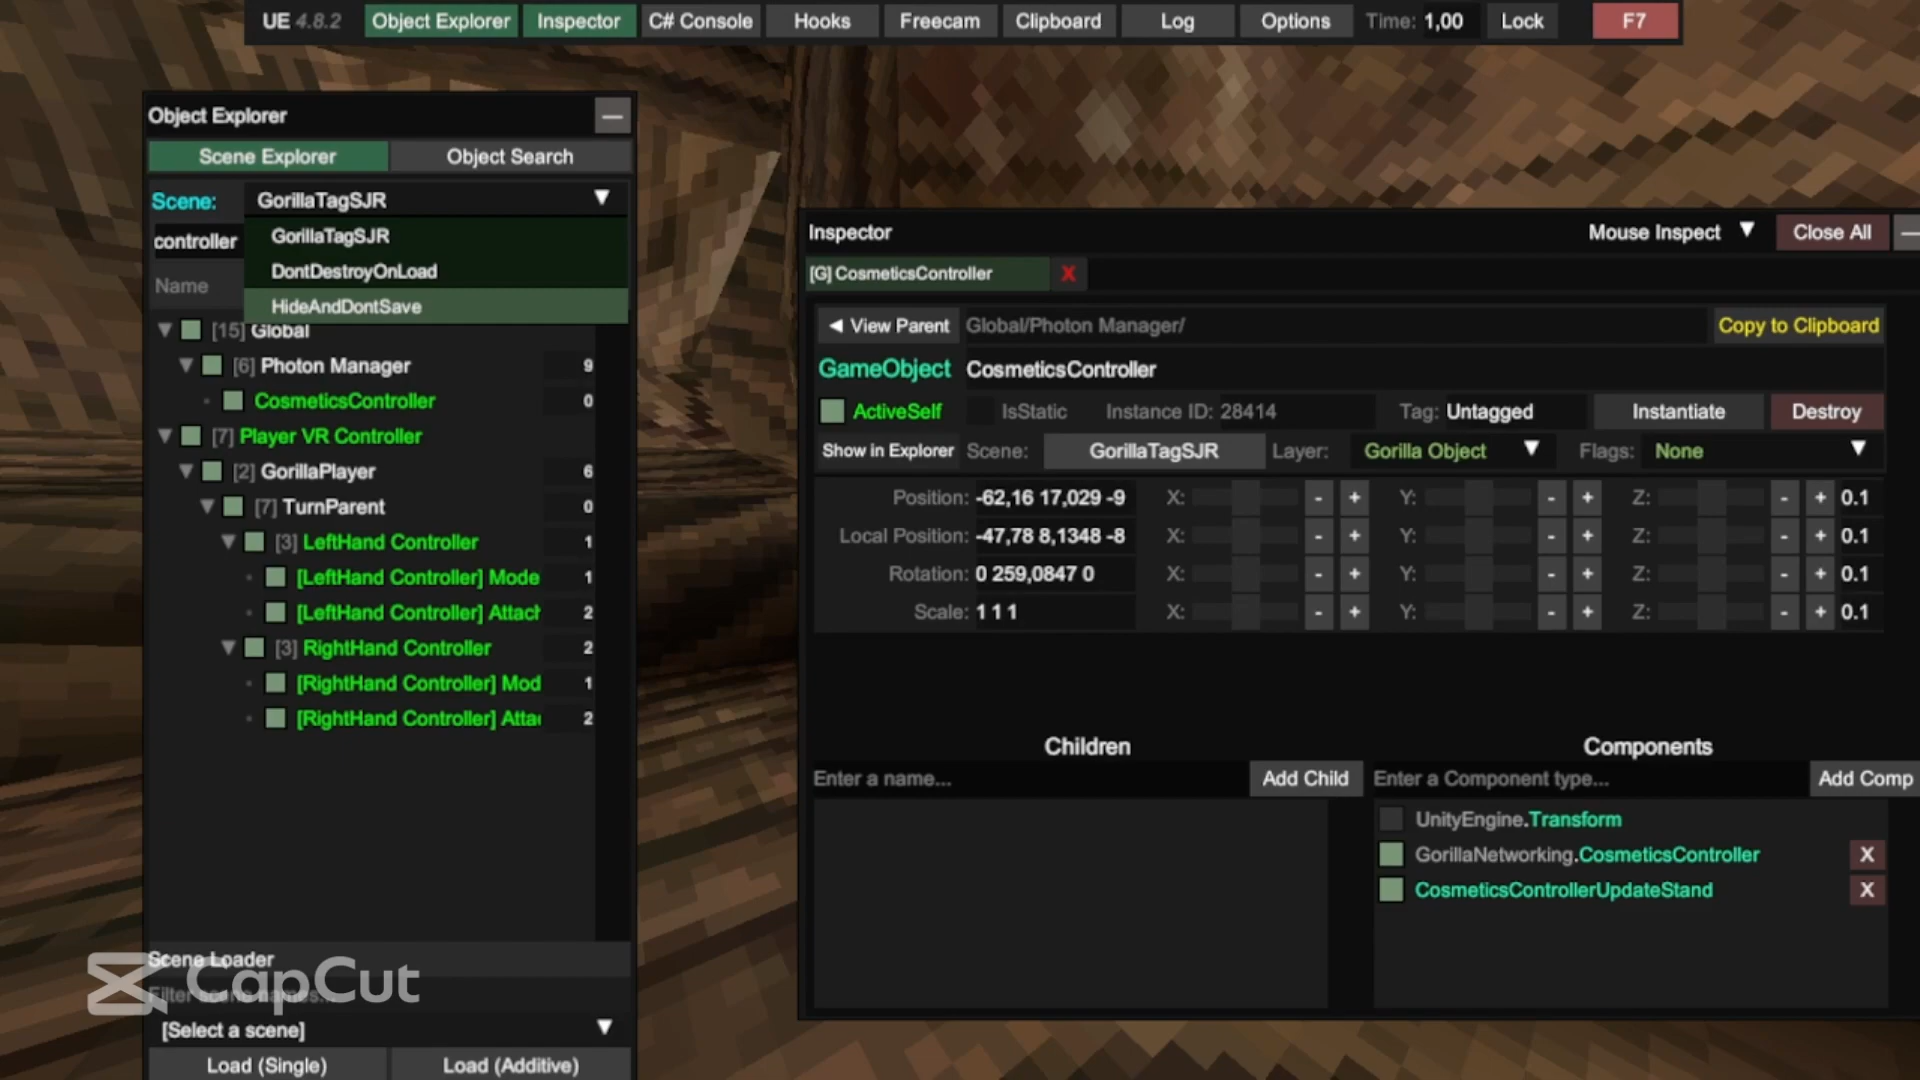 UE 4.8.2 Object Explorer Inspector C# Console Hooks Freecam Clipboard Log Options Time: 1,00 Lock F7
Object Explorer —
Scene Explorer Object Search
Scene: GorillaTagSJR ▼
controller
GorillaTagSJR
DontDestroyOnLoad
HideAndDontSave
Name
▼ [15] Global
▼ [6] Photon Manager 9
CosmeticsController 0
▼ [7] Player VR Controller
▼ [2] GorillaPlayer 6
▼ [7] TurnParent 0
▼ [3] LeftHand Controller 1
[LeftHand Controller] Mode 1
[LeftHand Controller] Attach 2
▼ [3] RightHand Controller 2
[RightHand Controller] Mod 1
[RightHand Controller] Atta 2
Scene Loader
CapCut
Filter scene names...
[Select a scene] ▼
Load (Single) Load (Additive)
Inspector Mouse Inspect ▼ Close All —
[G] CosmeticsController X
◄ View Parent Global/Photon Manager/ Copy to Clipboard
GameObject CosmeticsController
ActiveSelf IsStatic Instance ID: 28414 Tag: Untagged Instantiate Destroy
Show in Explorer Scene: GorillaTagSJR Layer: Gorilla Object ▼ Flags: None ▼
Position: -62,16 17,029 -9 X: - + Y: - + Z: - + 0.1
Local Position: -47,78 8,1348 -8 X: - + Y: - + Z: - + 0.1
Rotation: 0 259,0847 0 X: - + Y: - + Z: - + 0.1
Scale: 1 1 1 X: - + Y: - + Z: - + 0.1
Children
Enter a name... Add Child
Components
Enter a Component type... Add Comp
UnityEngine.Transform
GorillaNetworking.CosmeticsController X
CosmeticsControllerUpdateStand X